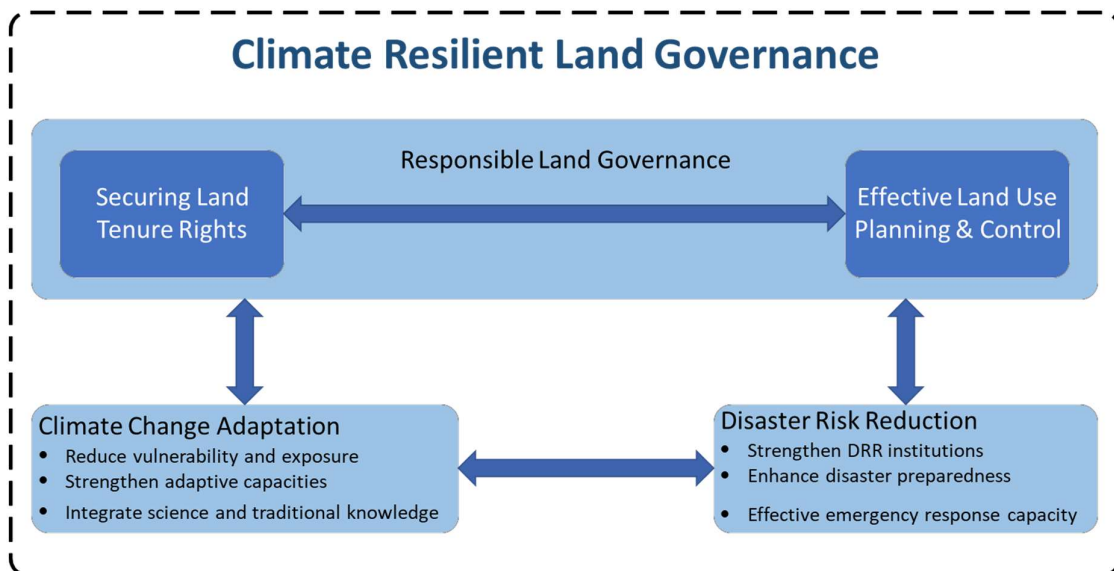 Climate Resilient Land Governance
Responsible Land Governance
Securing Land
Tenure Rights
Effective Land Use
Planning & Control
Climate Change Adaptation
• Reduce vulnerability and exposure
• Strengthen adaptive capacities
• Integrate science and traditional knowledge
Disaster Risk Reduction
• Strengthen DRR institutions
• Enhance disaster preparedness
• Effective emergency response capacity